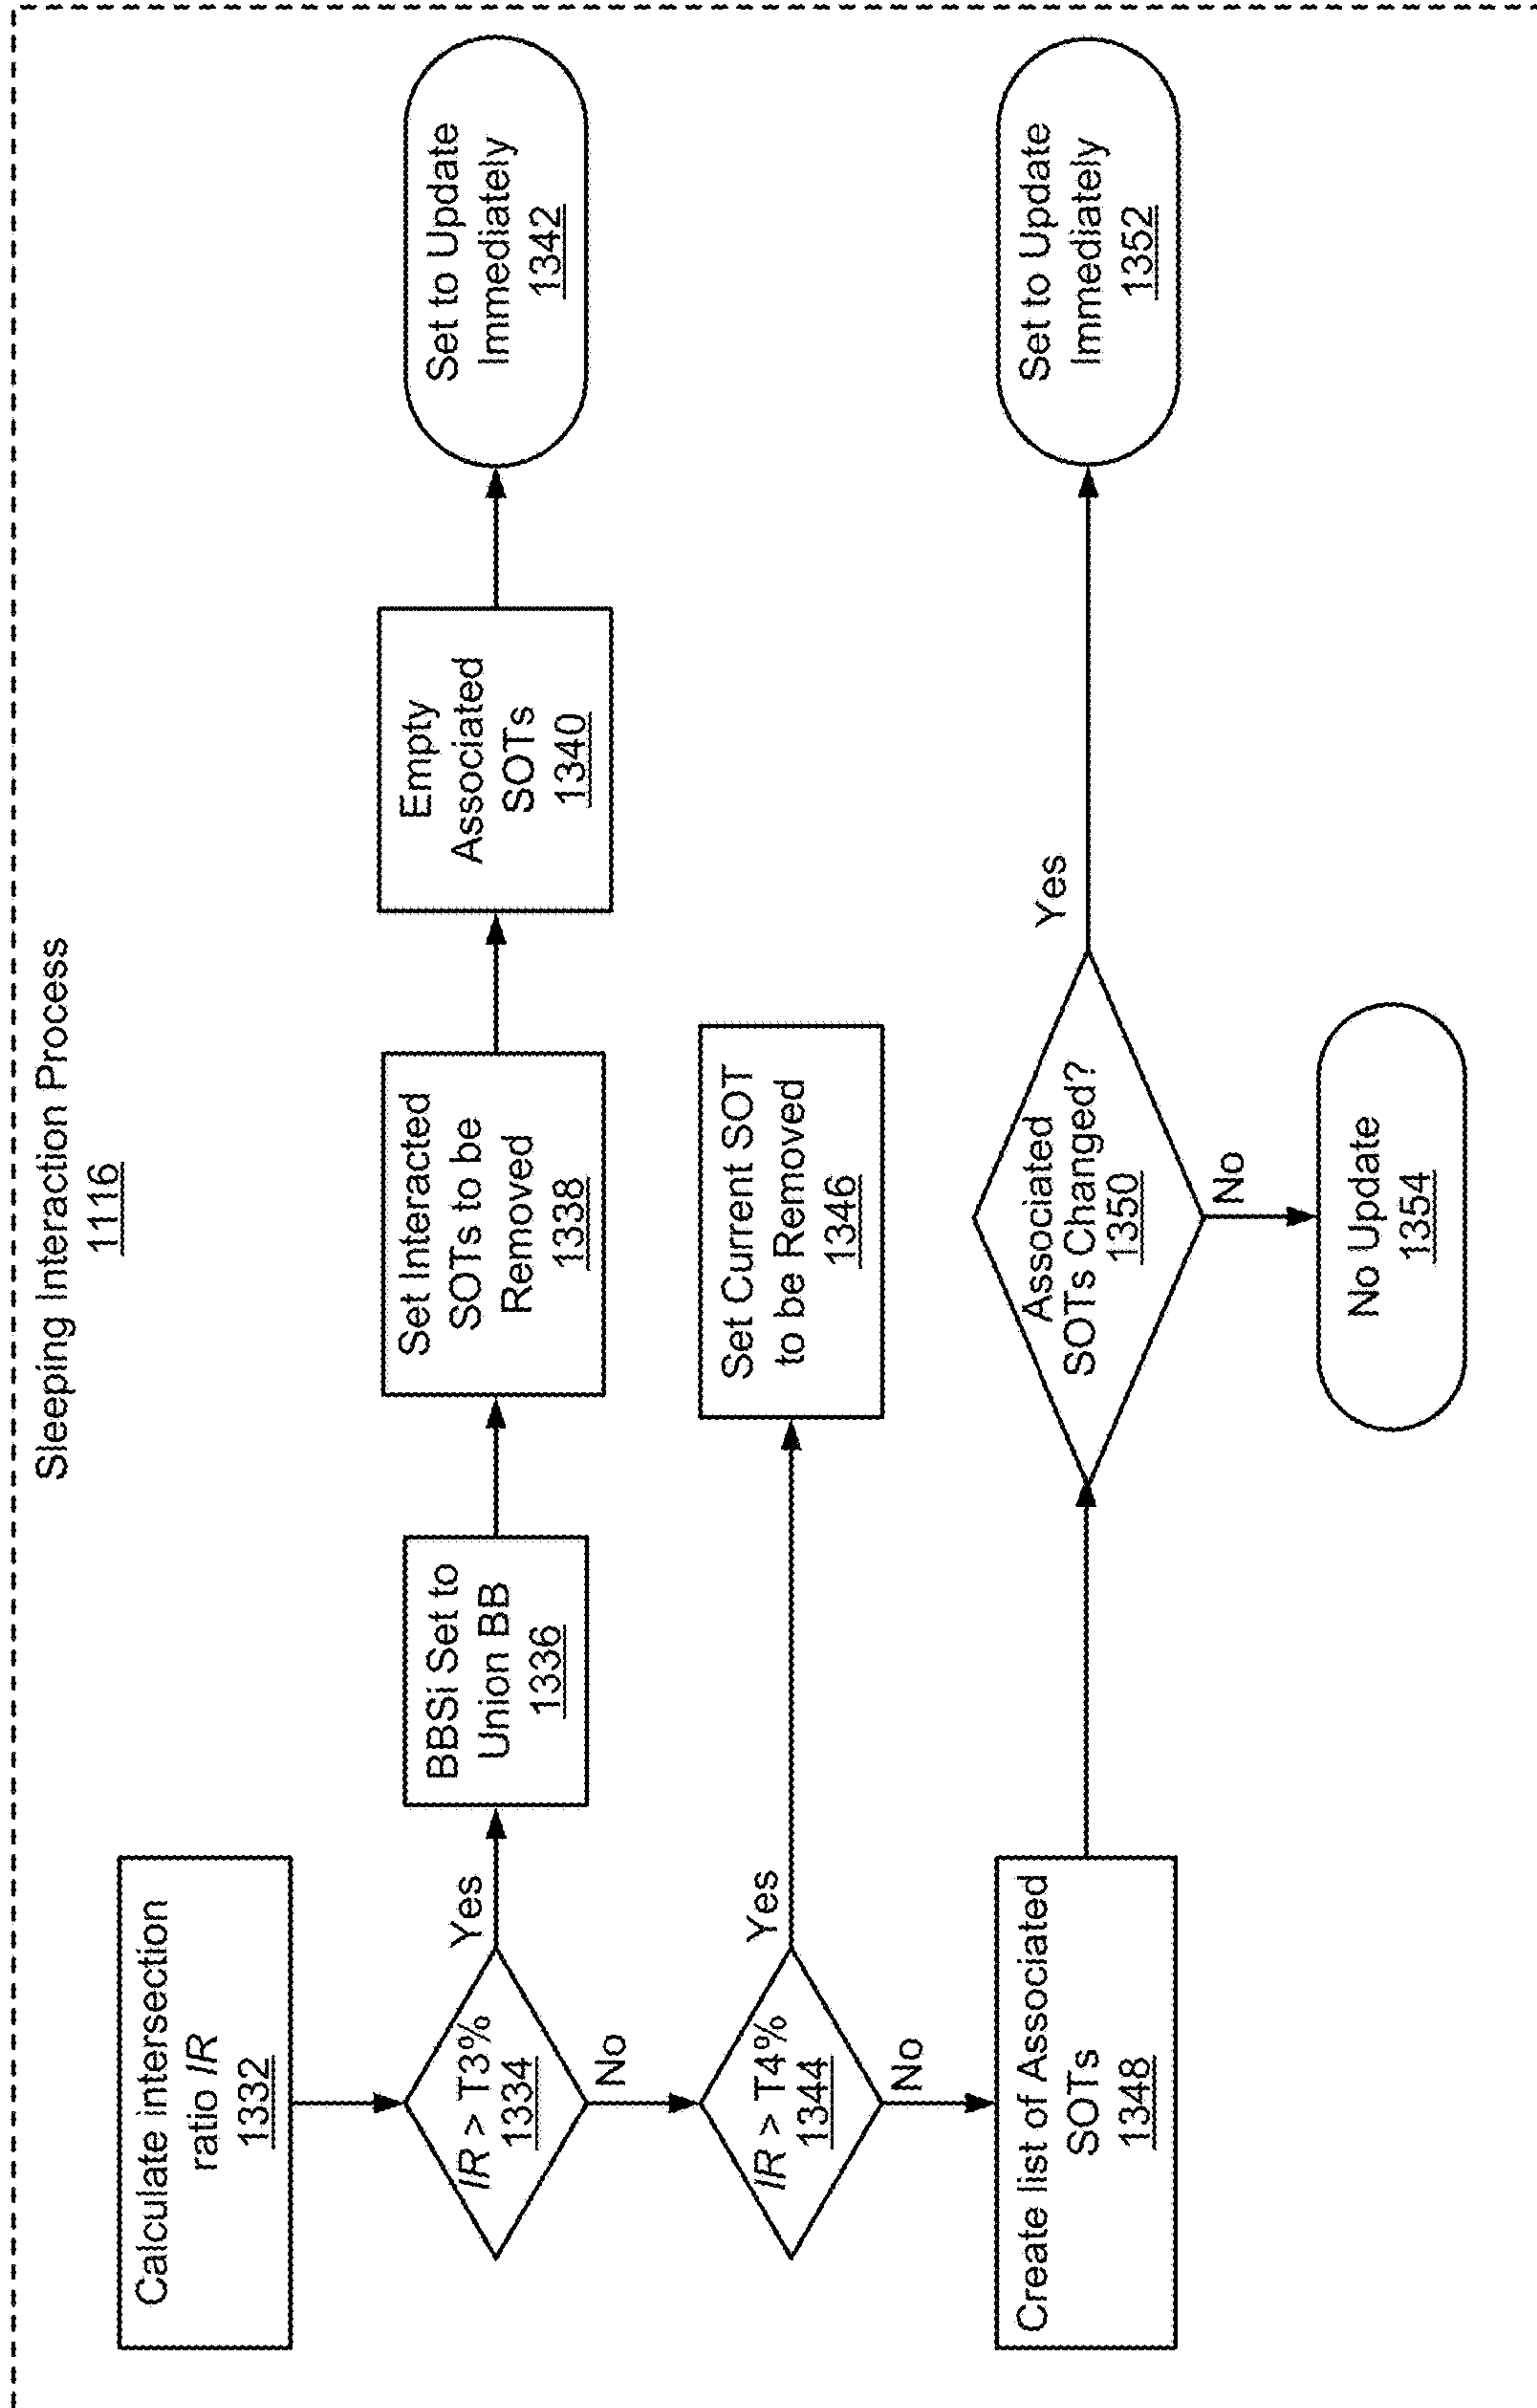 Sleeping Interaction Process
1116
Calculate intersection
ratio IR
1332
IR > T3%
1334
Yes
No
BBSi Set to
Union BB
1336
Set Interacted
SOTs to be
Removed
1338
Empty
Associated
SOTs
1340
Set to Update
Immediately
1342
IR > T4%
1344
Yes
No
Set Current SOT
to be Removed
1346
Create list of Associated
SOTs
1348
Associated
SOTs Changed?
1350
Yes
No
Set to Update
Immediately
1352
No Update
1354